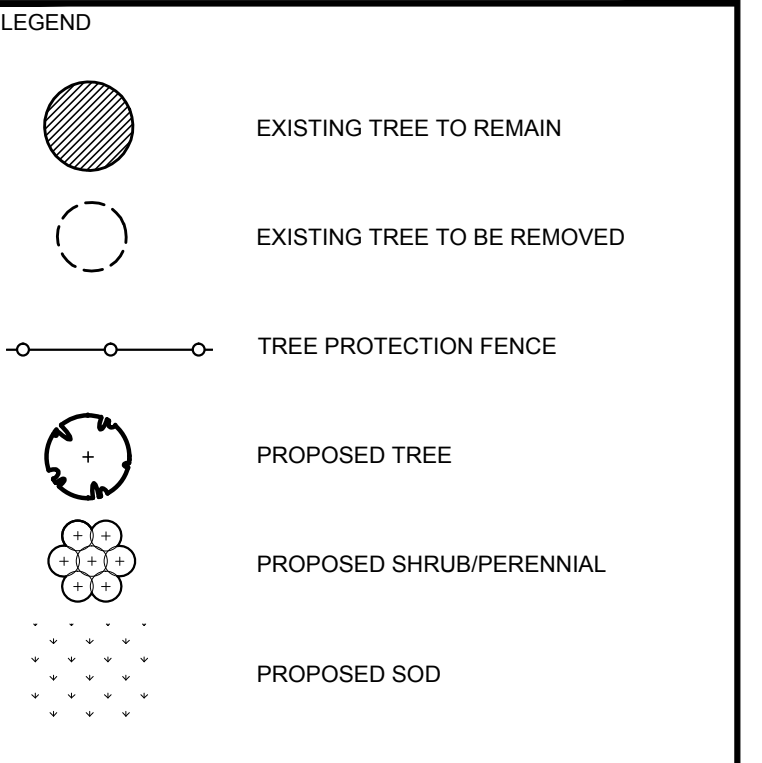 LEGEND
EXISTING TREE TO REMAIN
EXISTING TREE TO BE REMOVED
TREE PROTECTION FENCE
PROPOSED TREE
PROPOSED SHRUB/PERENNIAL
PROPOSED SOD